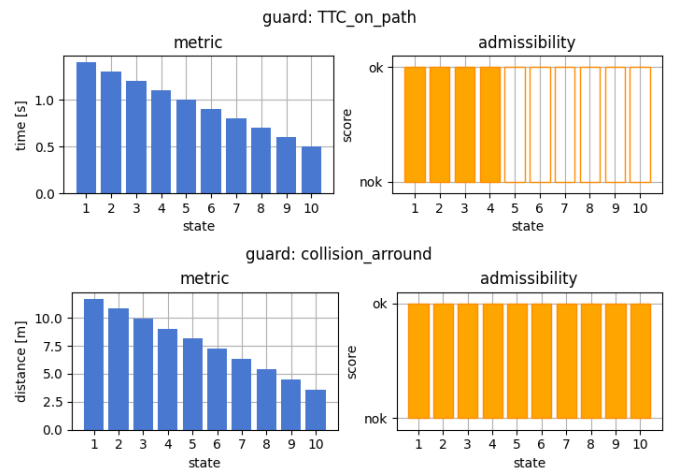 guard: TTC_on_path
metric
admissibility
time [s]
1.0
0.5
0.0
1 2 3 4 5 6 7 8 9 10
state
score
ok
nok
1 2 3 4 5 6 7 8 9 10
state
guard: collision_arround
metric
admissibility
distance [m]
10.0
7.5
5.0
2.5
0.0
1 2 3 4 5 6 7 8 9 10
state
score
ok
nok
1 2 3 4 5 6 7 8 9 10
state